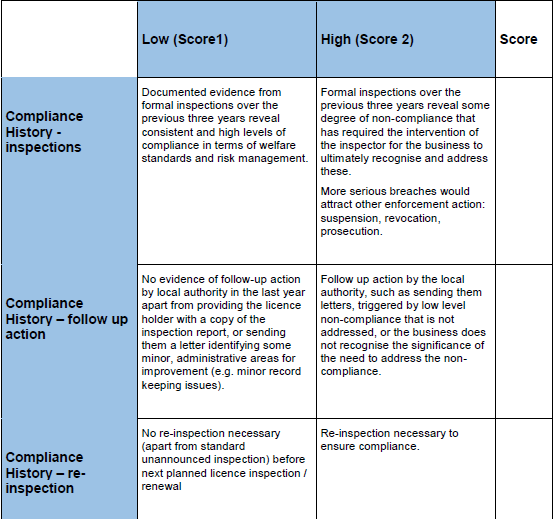 Low (Score1)
High (Score 2)
Score
Compliance
History -
inspections
Documented evidence from
formal inspections over the
previous three years reveal
consistent and high levels of
compliance in terms of welfare
standards and risk management.
Formal inspections over the
previous three years reveal some
degree of non-compliance that
has required the intervention of
the inspector for the business to
ultimately recognise and address
these.
More serious breaches would
attract other enforcement action:
suspension, revocation,
prosecution.
Compliance
History – follow up
action
No evidence of follow-up action
by local authority in the last year
apart from providing the licence
holder with a copy of the
inspection report, or sending
them a letter identifying some
minor, administrative areas for
improvement (e.g. minor record
keeping issues).
Follow up action by the local
authority, such as sending them
letters, triggered by low level
non-compliance that is not
addressed, or the business does
not recognise the significance of
the need to address the non-
compliance.
Compliance
History – re-
inspection
No re-inspection necessary
(apart from standard
unannounced inspection) before
next planned licence inspection /
renewal
Re-inspection necessary to
ensure compliance.